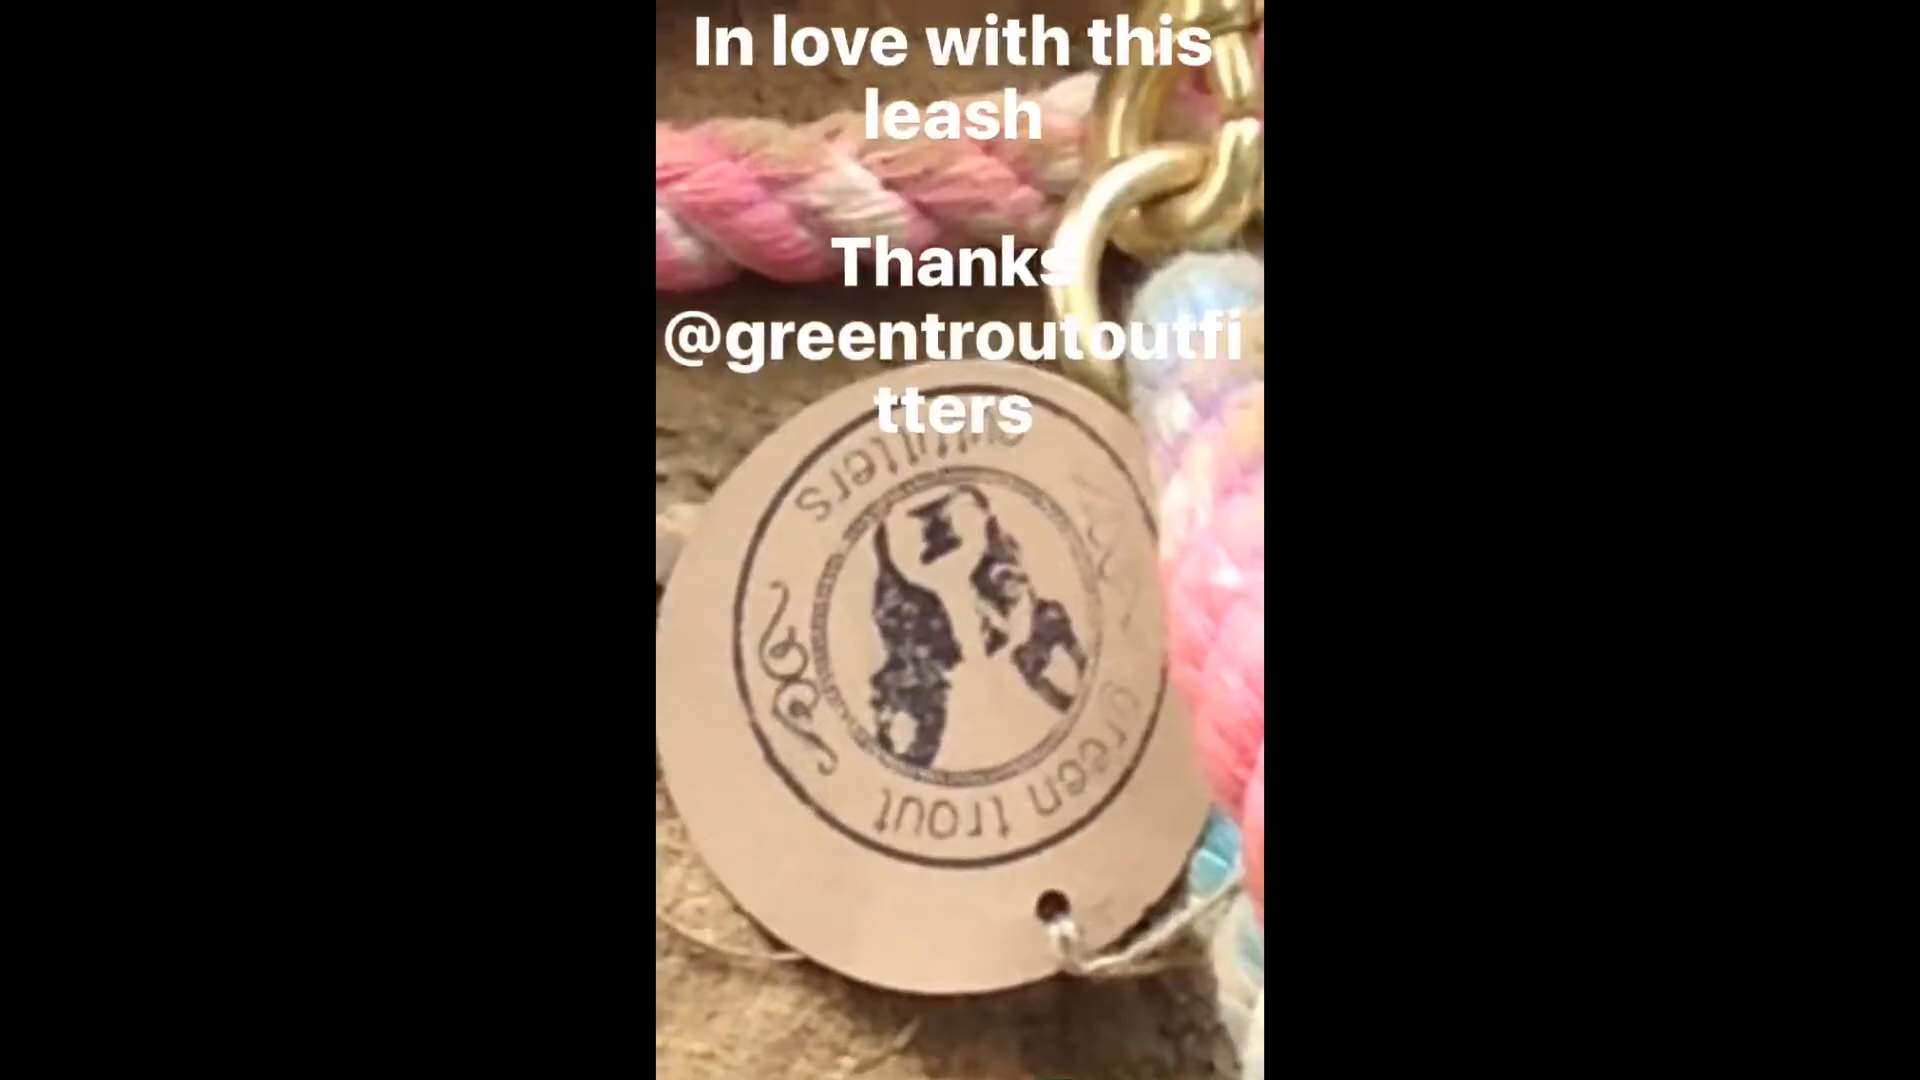 In love with this
leash
Thanks
@greentroutoutfi
tters
green trout
outfitters